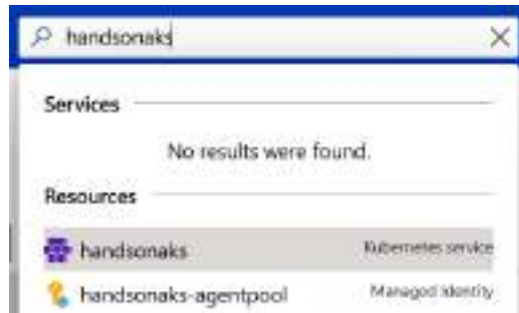 handsonaks
Services
No results were found.
Resources
handsonaks Kubernetes service
handsonaks-agentpool Managed Identity